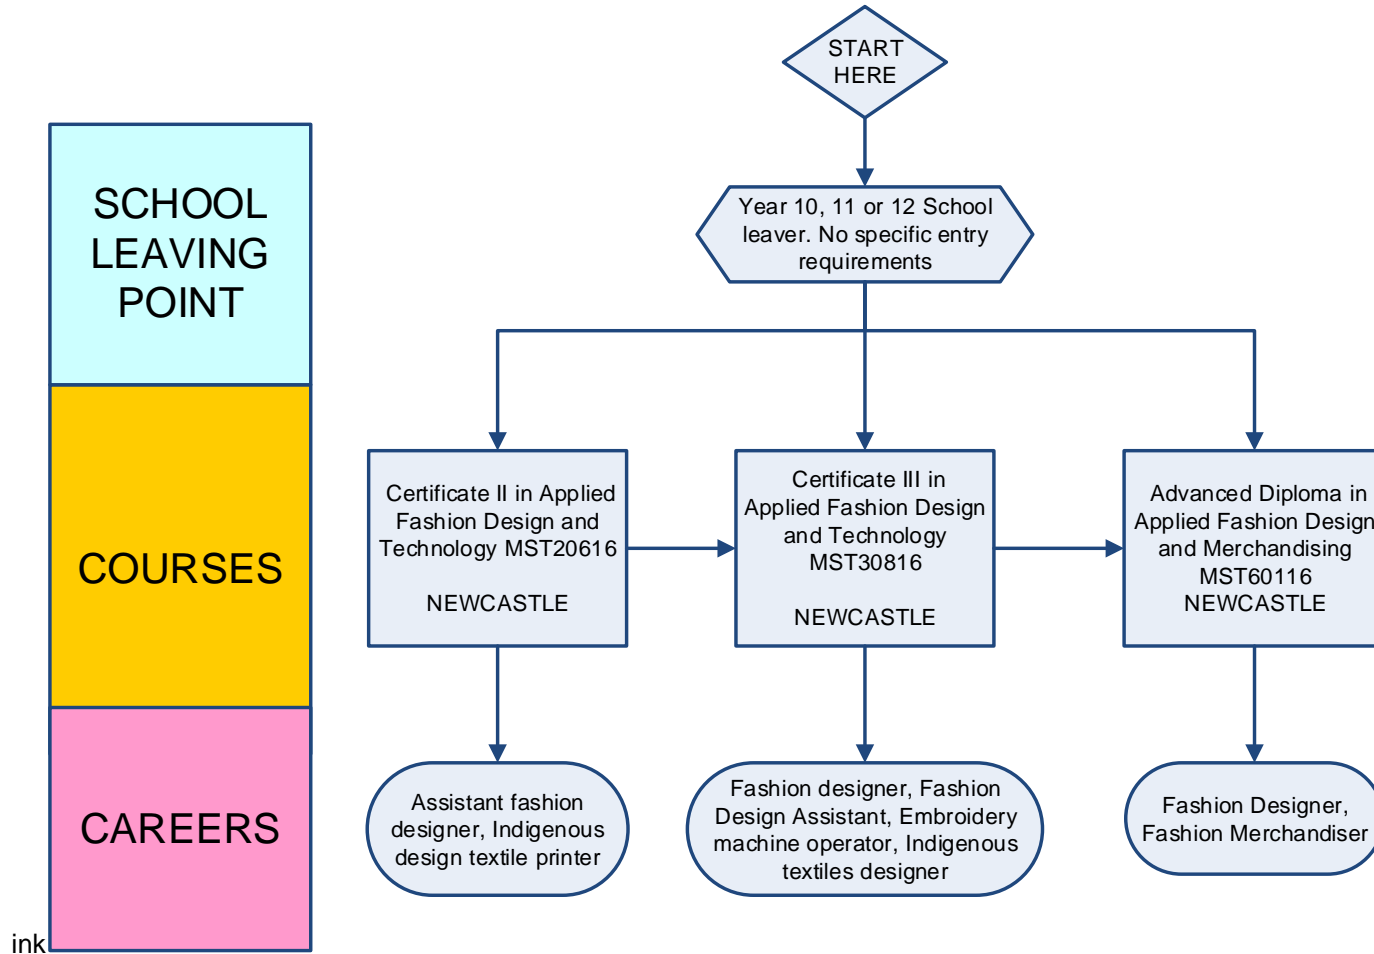 START
HERE
SCHOOL
LEAVING
POINT
Year 10, 11 or 12 School
leaver. No specific entry
requirements
COURSES
Certificate II in Applied
Fashion Design and
Technology MST20616
NEWCASTLE
Certificate III in
Applied Fashion Design
and Technology
MST30816
NEWCASTLE
Advanced Diploma in
Applied Fashion Design
and Merchandising
MST60116
NEWCASTLE
CAREERS
Assistant fashion
designer, Indigenous
design textile printer
Fashion designer, Fashion
Design Assistant, Embroidery
machine operator, Indigenous
textiles designer
Fashion Designer,
Fashion Merchandiser
ink